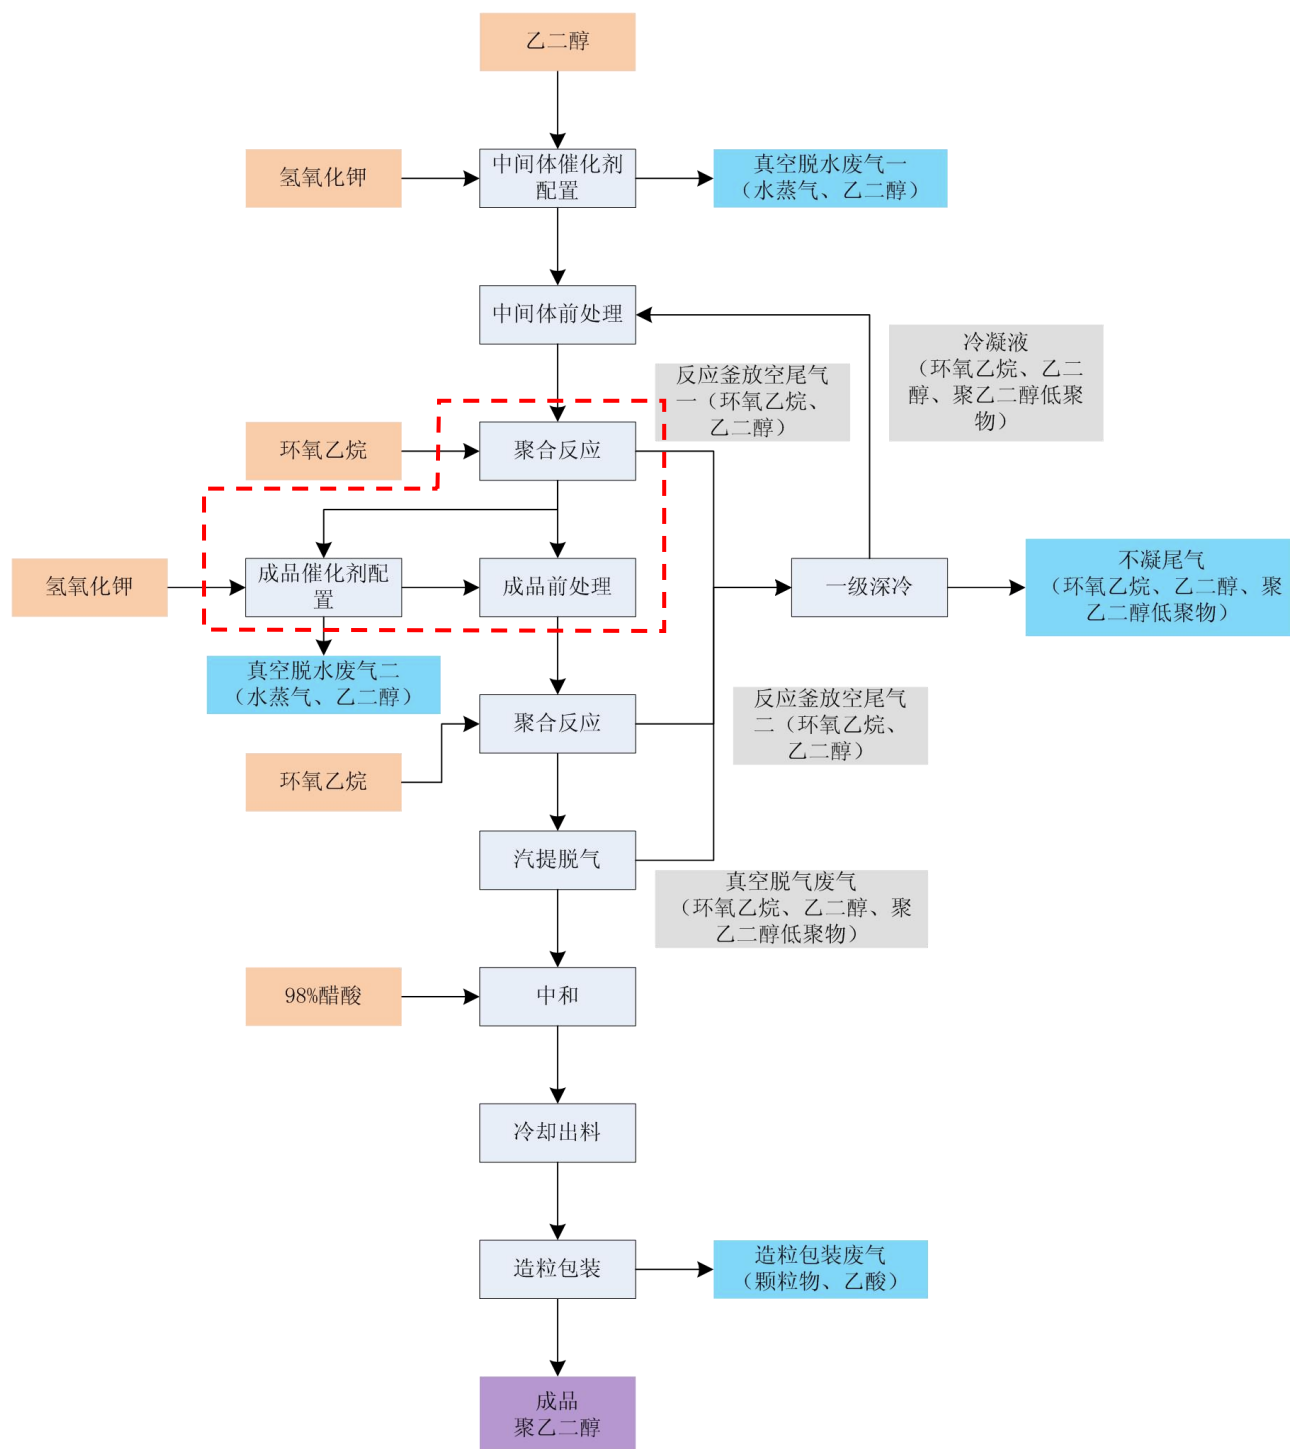 乙二醇
氢氧化钾
中间体催化剂
配置
真空脱水废气一
（水蒸气、乙二醇）
中间体前处理
冷凝液
（环氧乙烷、乙二
醇、聚乙二醇低聚
物）
反应釜放空尾气
一（环氧乙烷、
乙二醇）
环氧乙烷
聚合反应
氢氧化钾
成品催化剂配
置
成品前处理
一级深冷
不凝尾气
（环氧乙烷、乙二醇、聚
乙二醇低聚物）
真空脱水废气二
（水蒸气、乙二醇）
聚合反应
反应釜放空尾气
二（环氧乙烷、
乙二醇）
环氧乙烷
汽提脱气
真空脱气废气
（环氧乙烷、乙二醇、聚
乙二醇低聚物）
98%醋酸
中和
冷却出料
造粒包装
造粒包装废气
（颗粒物、乙酸）
成品
聚乙二醇